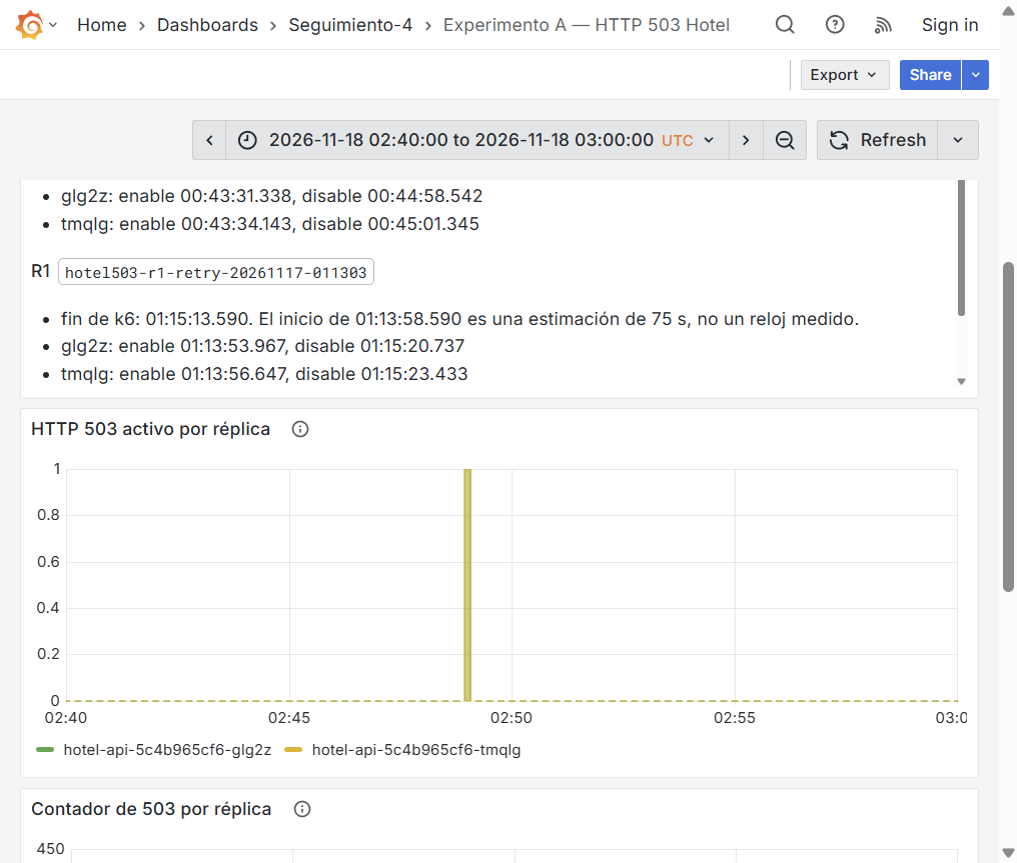 Home › Dashboards › Seguimiento-4 › Experimento A — HTTP 503 Hotel Sign in
Export Share
2026-11-18 02:40:00 to 2026-11-18 03:00:00 UTC Refresh
• glg2z: enable 00:43:31.338, disable 00:44:58.542
• tmqlg: enable 00:43:34.143, disable 00:45:01.345
R1 hotel503-r1-retry-20261117-011303
• fin de k6: 01:15:13.590. El inicio de 01:13:58.590 es una estimación de 75 s, no un reloj medido.
• glg2z: enable 01:13:53.967, disable 01:15:20.737
• tmqlg: enable 01:13:56.647, disable 01:15:23.433
HTTP 503 activo por réplica
1
0.8
0.6
0.4
0.2
0
02:40 02:45 02:50 02:55 03:0
hotel-api-5c4b965cf6-glg2z hotel-api-5c4b965cf6-tmqlg
Contador de 503 por réplica
450